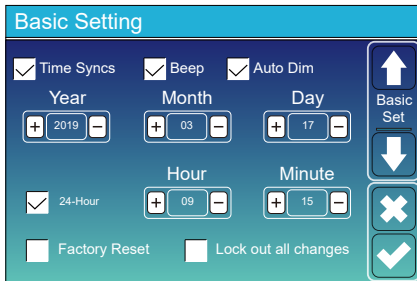 Basic Setting
Time Syncs Beep Auto Dim
Year Month Day
+ 2019 − + 03 − + 17 −
Basic
Set
Hour Minute
24-Hour + 09 − + 15 −
Factory Reset Lock out all changes